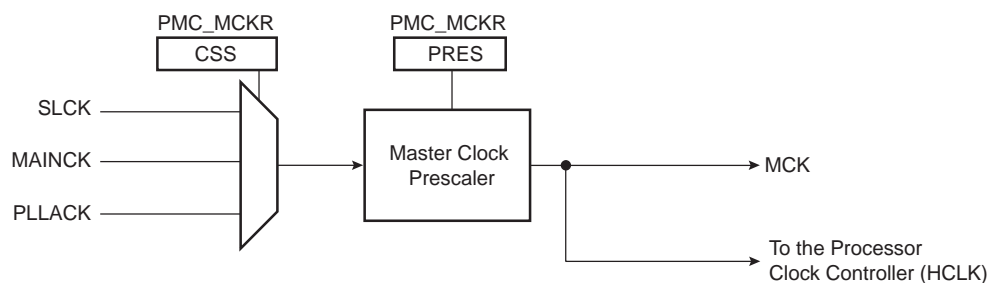 PMC_MCKR
PMC_MCKR
CSS
PRES
SLCK
MAINCK
PLLACK
Master Clock
Prescaler
MCK
To the Processor
Clock Controller (HCLK)